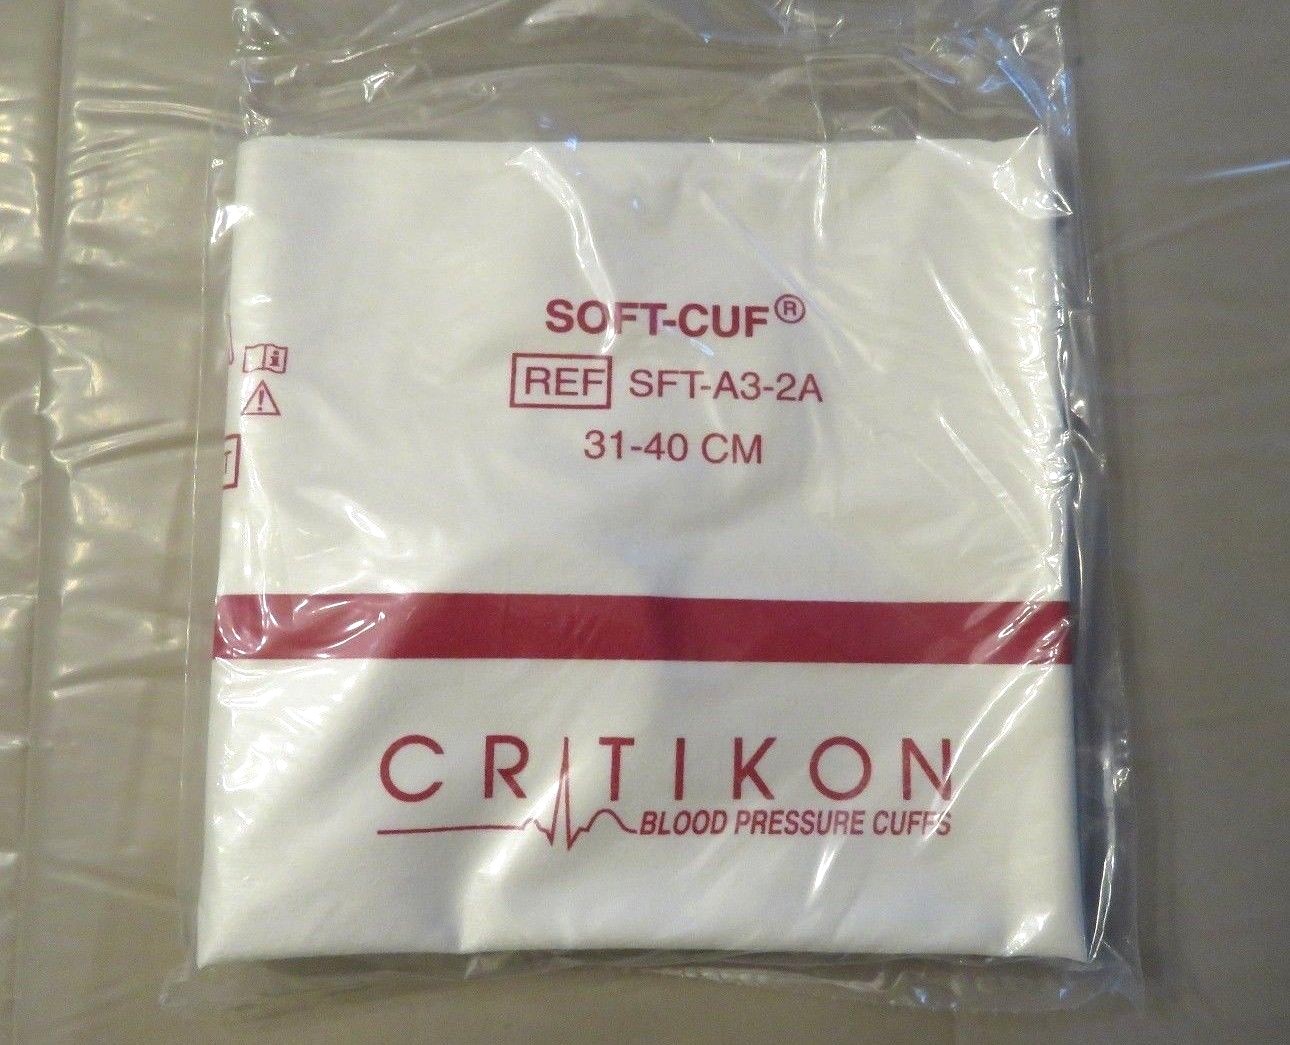 SOFT-CUF®
REF SFT-A3-2A
31-40 CM
CRITIKON
BLOOD PRESSURE CUFFS